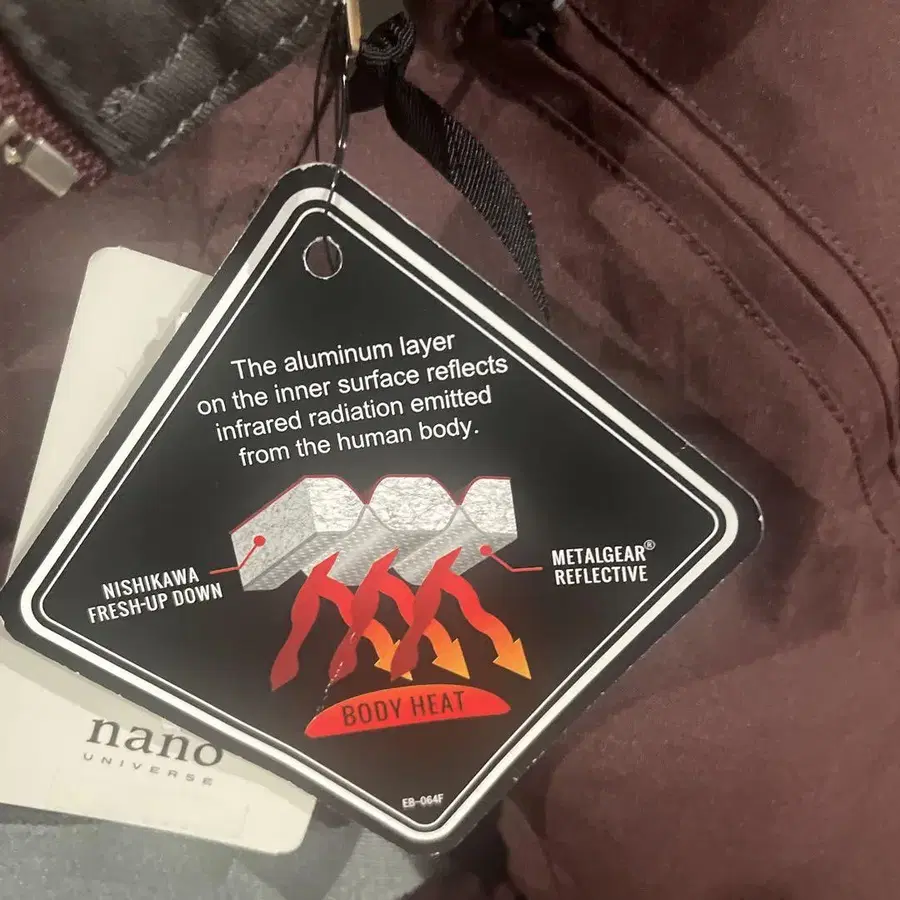 The aluminum layer
on the inner surface reflects
infrared radiation emitted
from the human body.
NISHIKAWA
FRESH-UP DOWN
METALGEAR®
REFLECTIVE
BODY HEAT
EB-064F
nano
UNIVERSE